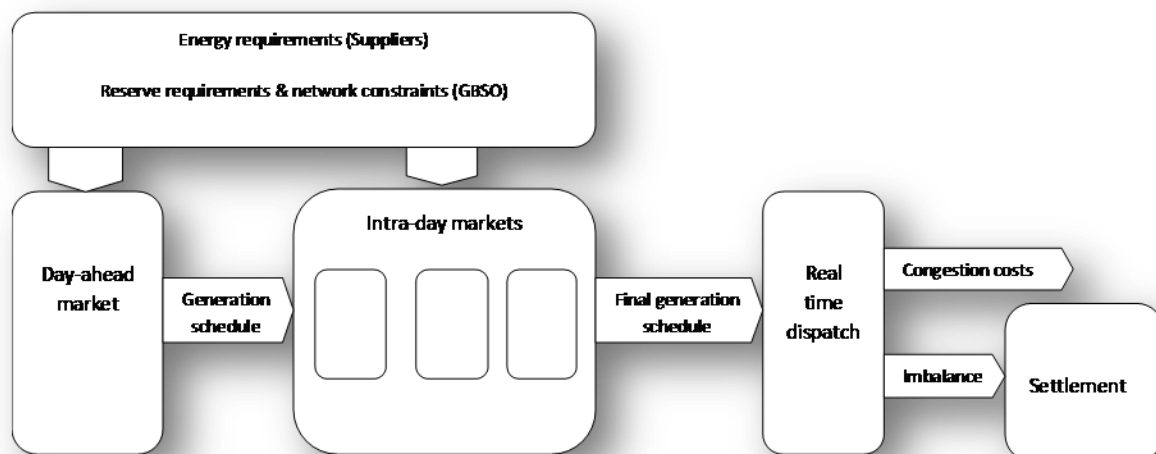 Energy requirements (Suppliers)
Reserve requirements & network constraints (GBSO)
Day-ahead
market
Generation
schedule
Intra-day markets
Final generation
schedule
Real
time
dispatch
Congestion costs
Imbalance
Settlement